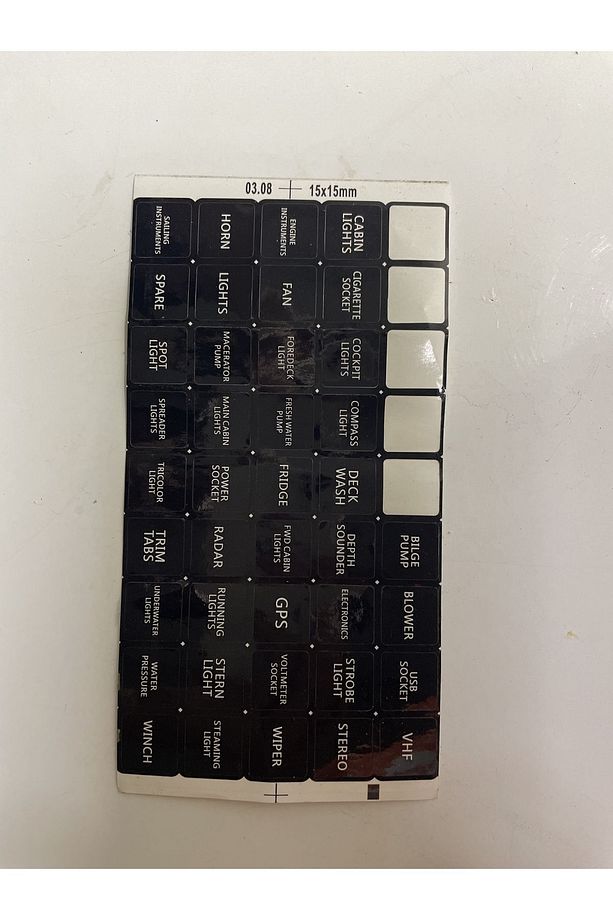 03.08 15x15mm
SAILING
INSTRUMENTS
HORN
ENGINE
INSTRUMENTS
CABIN
LIGHTS
SPARE
LIGHTS
FAN
CIGARETTE
SOCKET
SPOT
LIGHT
MACERATOR
PUMP
FOREDECK
LIGHT
COCKPIT
LIGHTS
SPREADER
LIGHTS
MAIN CABIN
LIGHTS
FRESH WATER
PUMP
COMPASS
LIGHT
TRICOLOR
LIGHT
POWER
SOCKET
FRIDGE
DECK
WASH
TRIM
TABS
RADAR
FWD CABIN
LIGHTS
DEPTH
SOUNDER
BILGE
PUMP
UNDERWATER
LIGHTS
RUNNING
LIGHTS
GPS
ELECTRONICS
BLOWER
WATER
PRESSURE
STERN
LIGHT
VOLTMETER
SOCKET
STROBE
LIGHT
USB
SOCKET
WINCH
STEAMING
LIGHT
WIPER
STEREO
VHF